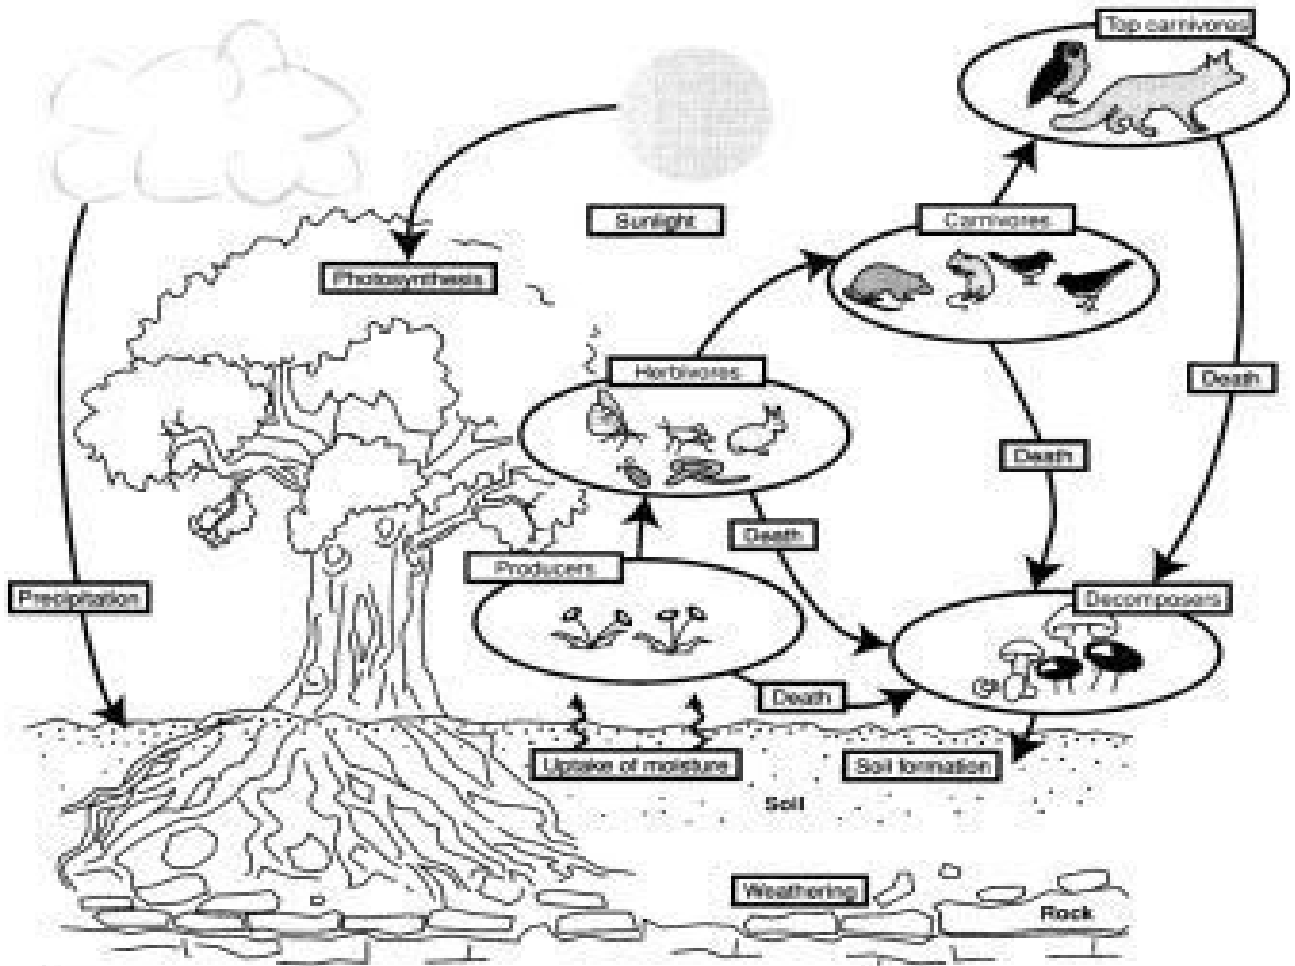 Top carnivores
Sunlight
Carnivores
Photosynthesis
Herbivores
Death
Death
Death
Producers
Precipitation
Decomposers
Death
Uptake of moisture
Soil formation
Soil
Weathering
Rock